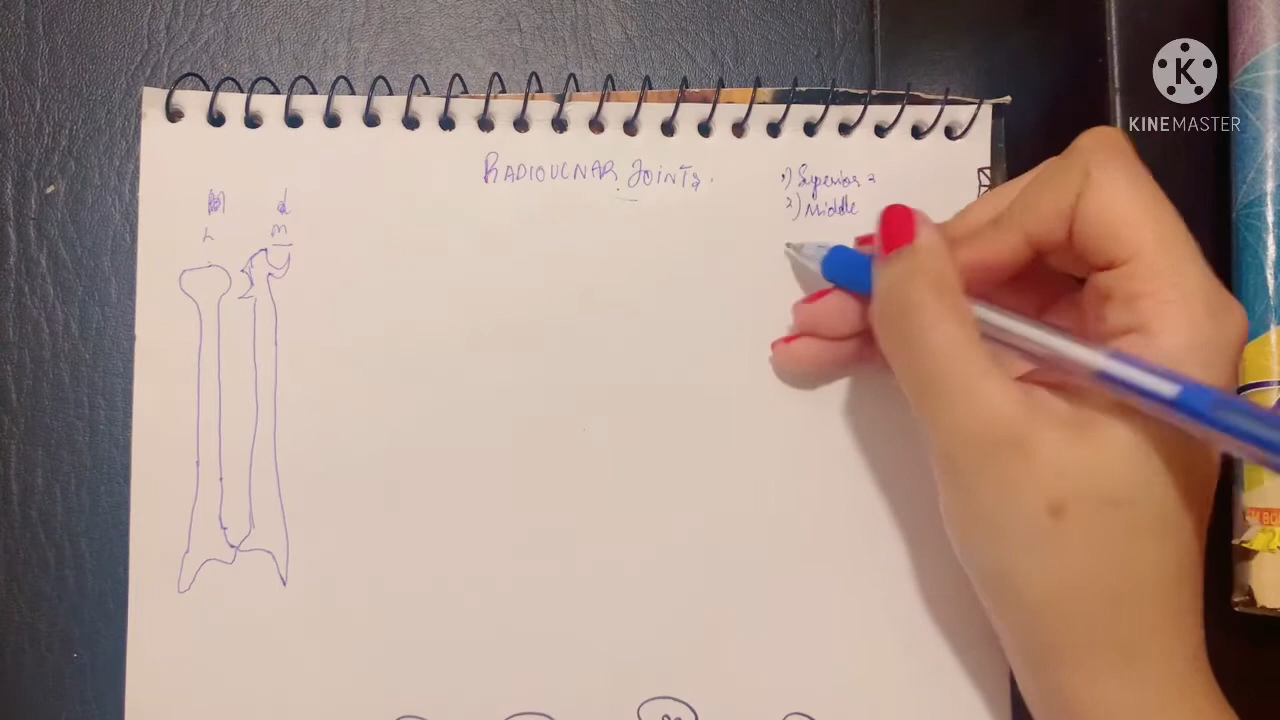 RADIOULNAR JOINTS.
1) Superior
2) Middle
L
M
K
KINEMASTER